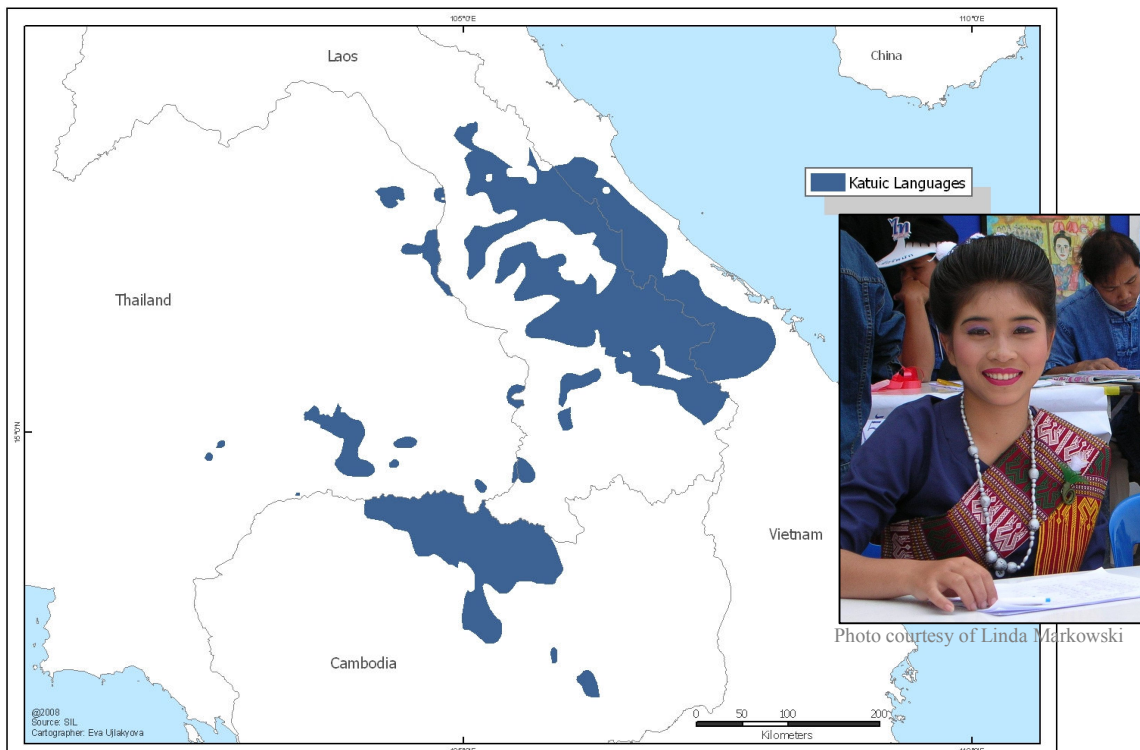 105°0'E
110°0'E
Laos
China
Katuic Languages
Thailand
Vietnam
Photo courtesy of Linda Markowski
Cambodia
@2008
Source: SIL
Cartographer: Eva Ujlakyova
0 50 100 200
Kilometers